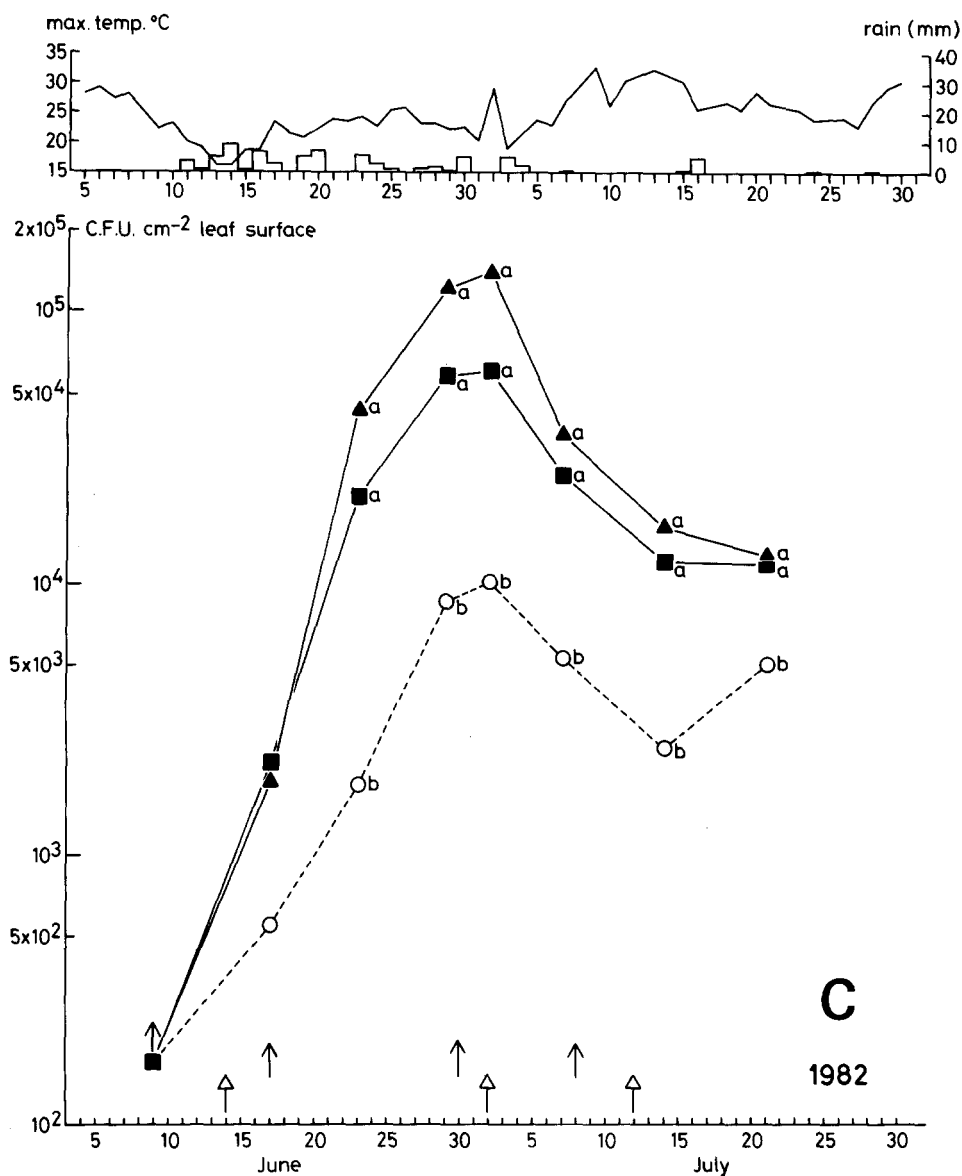 max. temp. °C
rain (mm)
35
30
25
20
15
40
30
20
10
0
5 10 15 20 25 30 5 10 15 20 25 30
2x10⁵
C.F.U. cm⁻² leaf surface
10⁵
5x10⁴
10⁴
5x10³
10³
5x10²
10²
a a
a a
a
a
a
a
a
a
a
a
b b
b
b
b
b
C
1982
5 10 15 20 25 30 5 10 15 20 25 30
June July